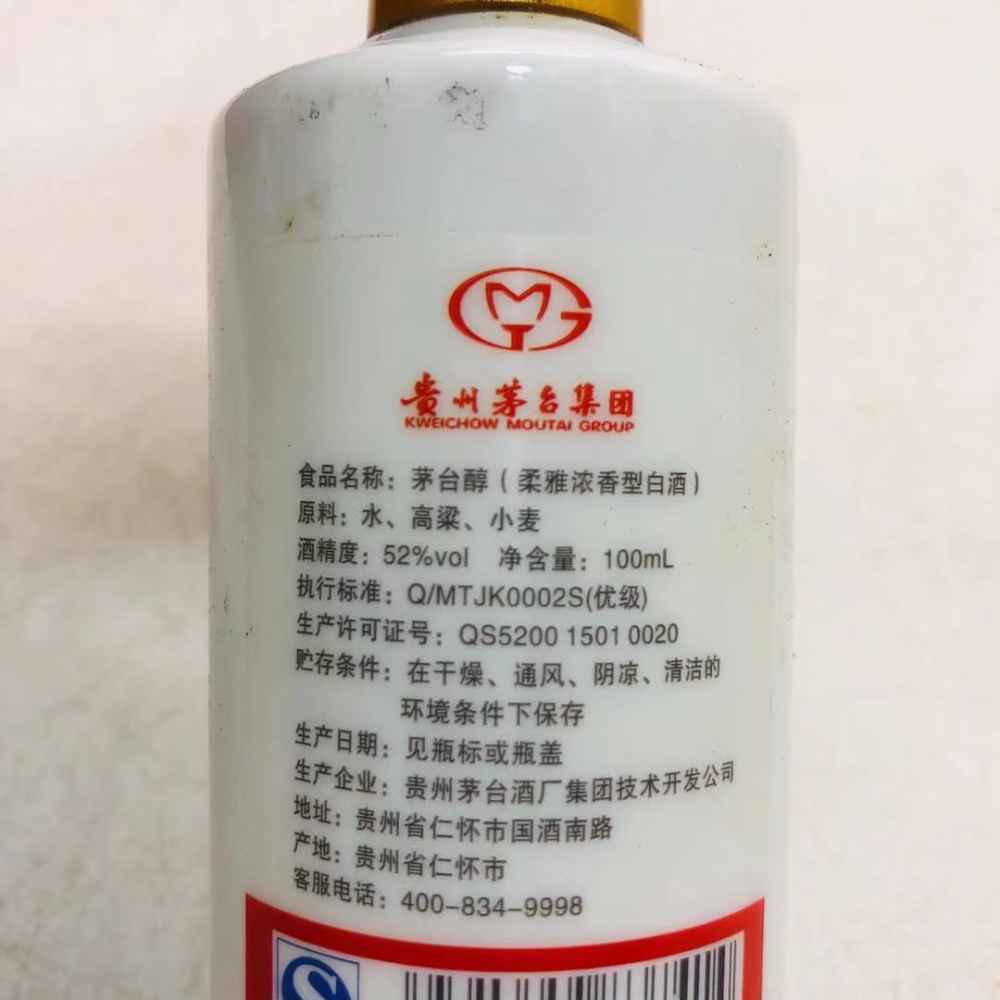 贵州茅台集团
KWEICHOW MOUTAI GROUP
食品名称：茅台醇（柔雅浓香型白酒）
原料：水、高粱、小麦
酒精度：52%vol 净含量：100mL
执行标准：Q/MTJK0002S(优级)
生产许可证号：QS5200 1501 0020
贮存条件：在干燥、通风、阴凉、清洁的
环境条件下保存
生产日期：见瓶标或瓶盖
生产企业：贵州茅台酒厂集团技术开发公司
地址：贵州省仁怀市国酒南路
产地：贵州省仁怀市
客服电话：400-834-9998